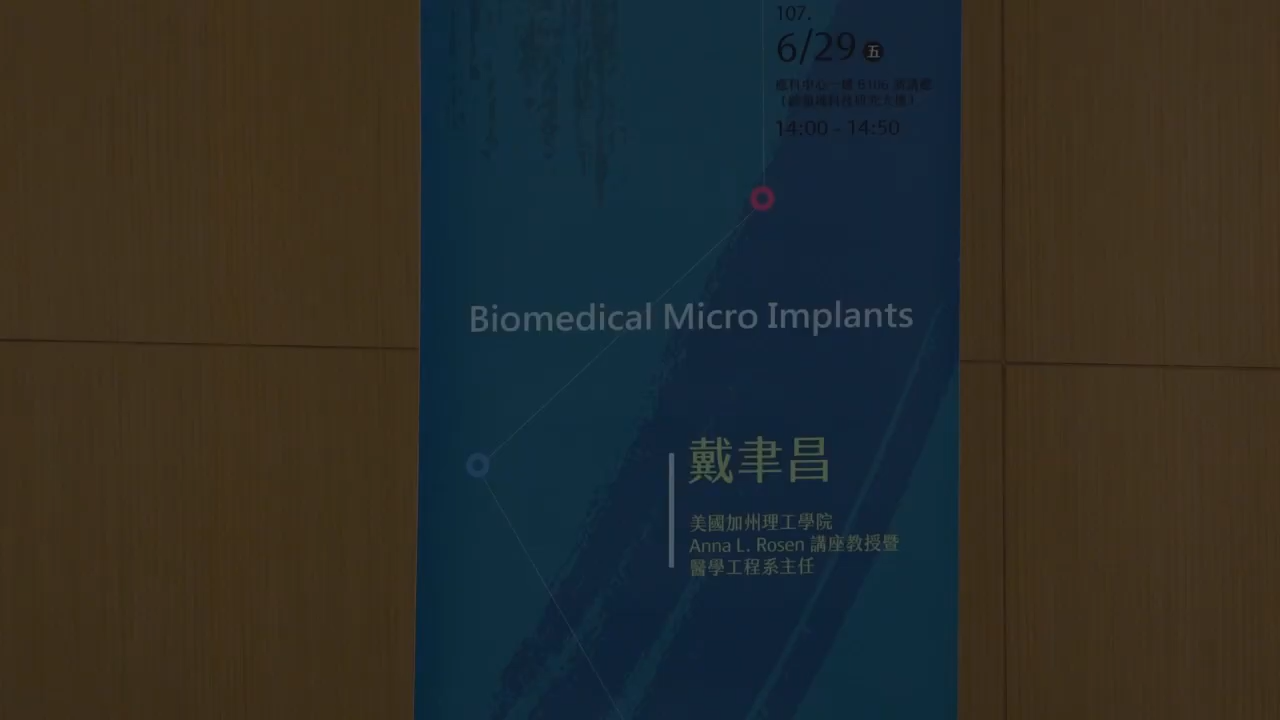 107.
6/29 五
14:00 - 14:50
Biomedical Micro Implants
戴聿昌
美國加州理工學院
Anna L. Rosen 講座教授暨
醫學工程系主任